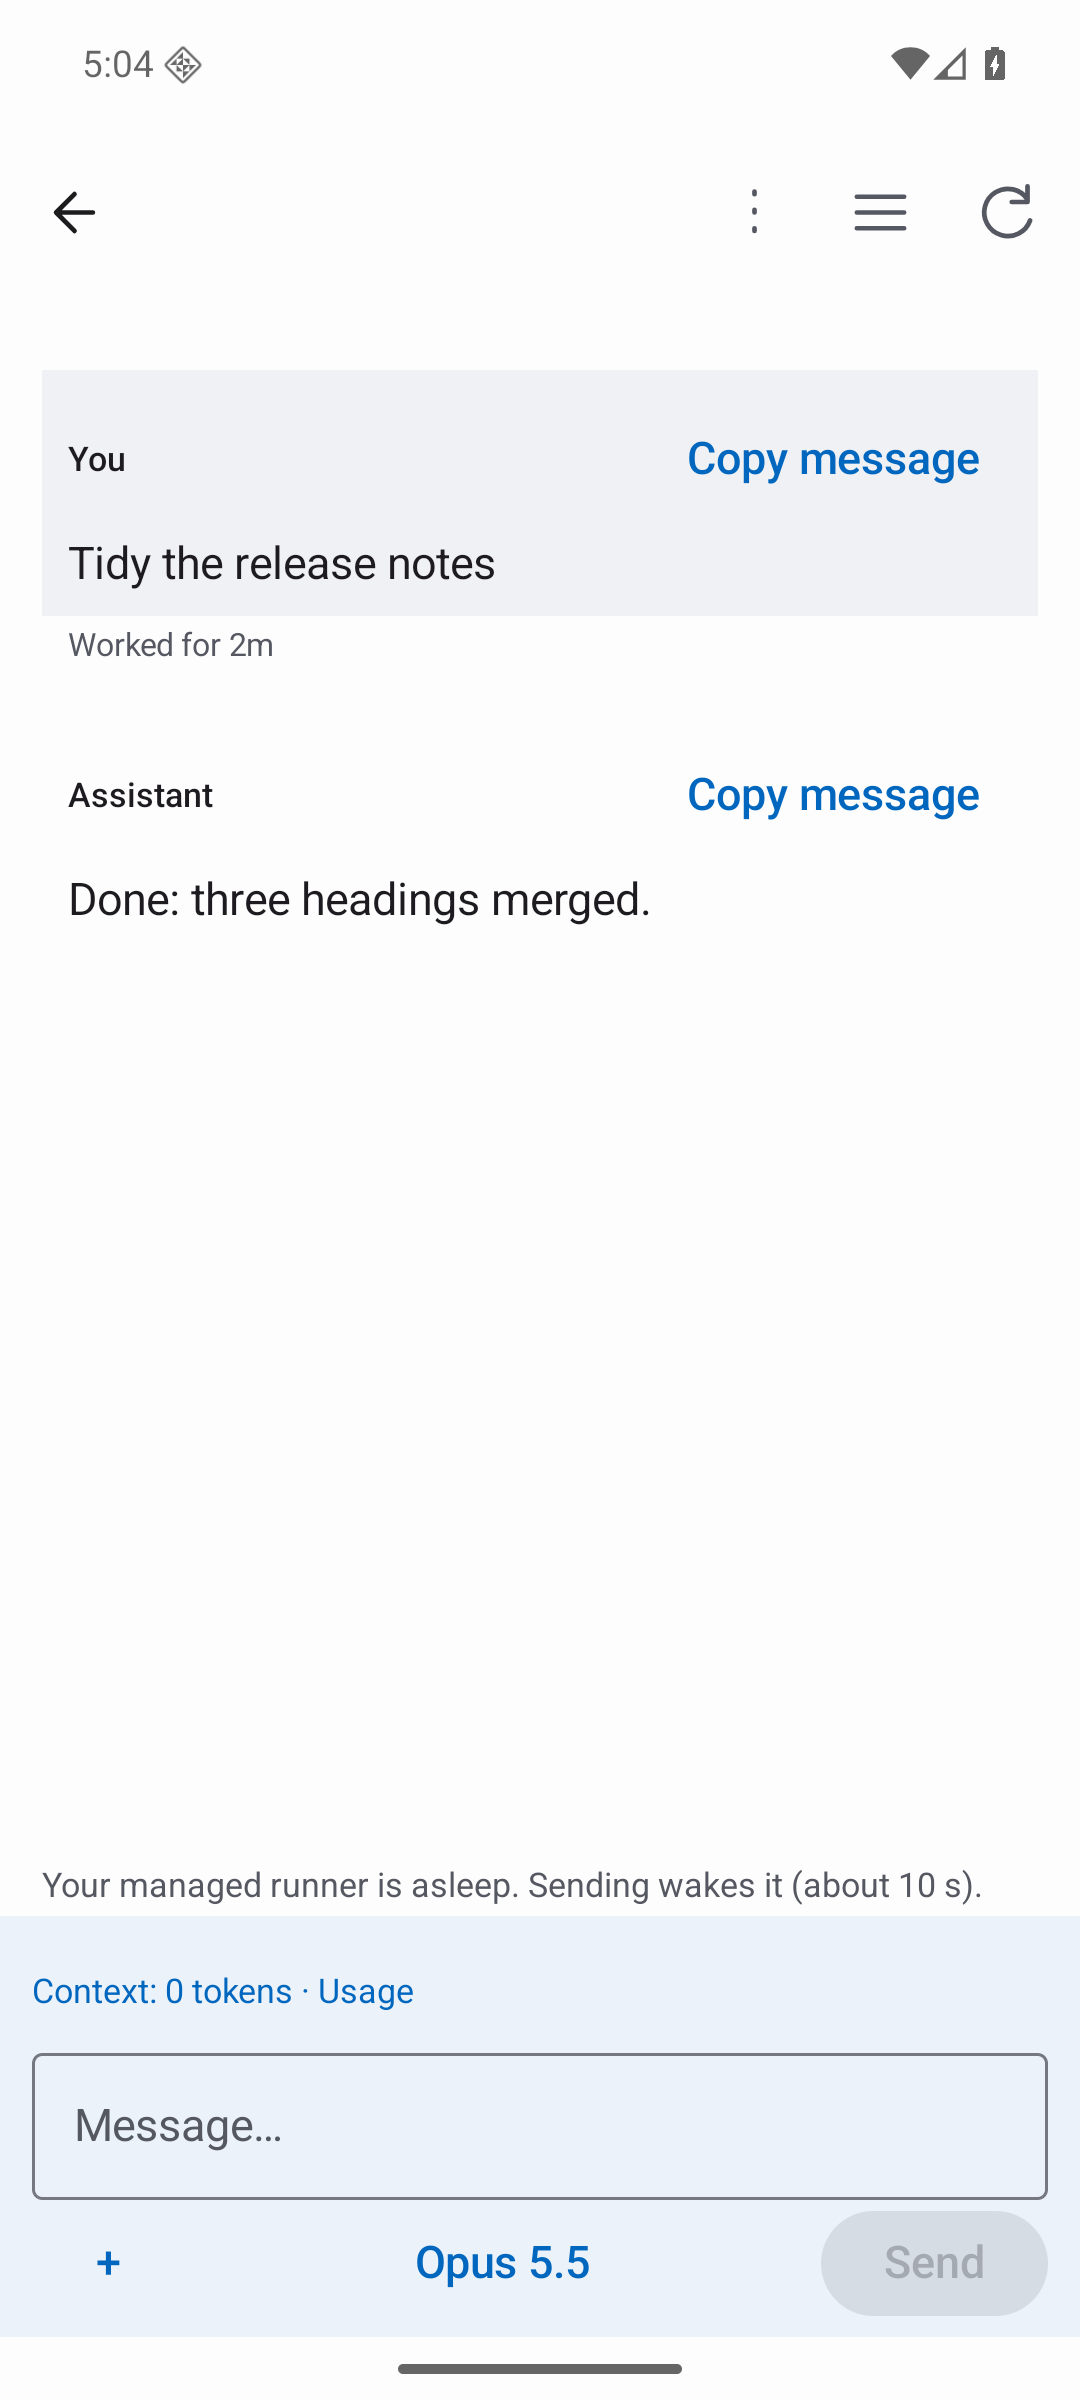 5:04
You
Copy message
Tidy the release notes
Worked for 2m
Assistant
Copy message
Done: three headings merged.
Your managed runner is asleep. Sending wakes it (about 10 s).
Context: 0 tokens · Usage
Message…
+
Opus 5.5
Send